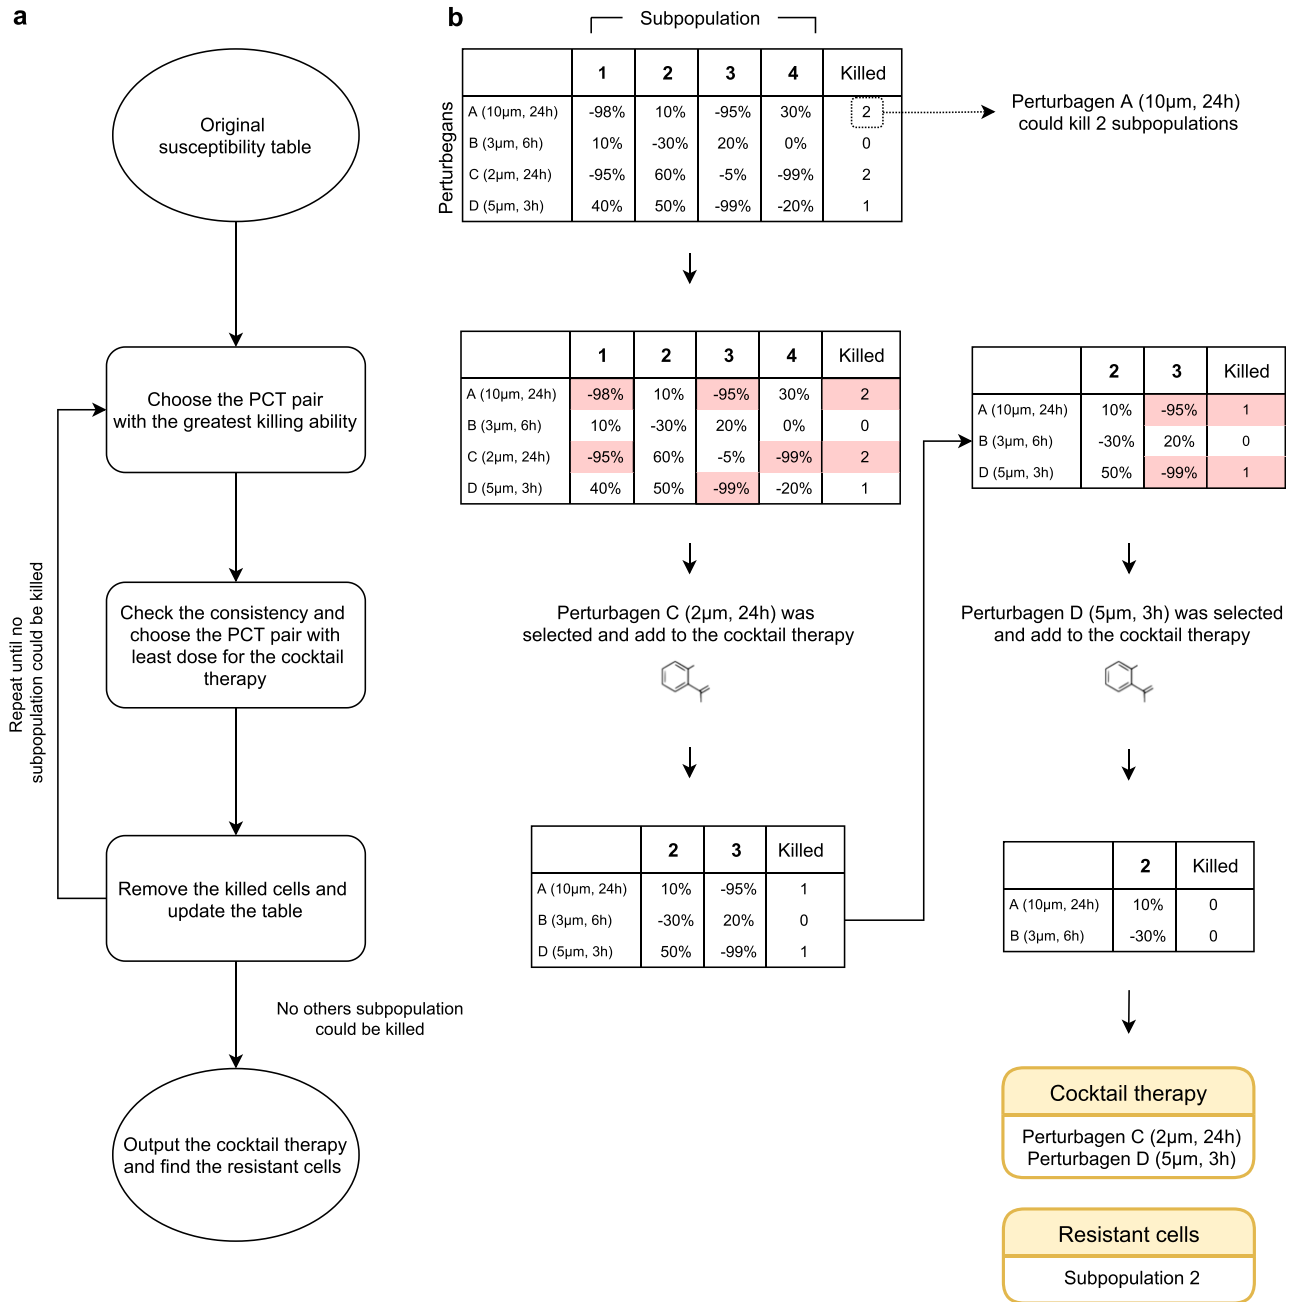 a
Original
susceptibility table
Choose the PCT pair
with the greatest killing ability
Check the consistency and
choose the PCT pair with
least dose for the cocktail
therapy
Repeat until no
subpopulation could be killed
Remove the killed cells and
update the table
No others subpopulation
could be killed
Output the cocktail therapy
and find the resistant cells
b
Subpopulation
Perturbegans
1 2 3 4 Killed
A (10µm, 24h) -98% 10% -95% 30% 2
B (3µm, 6h) 10% -30% 20% 0% 0
C (2µm, 24h) -95% 60% -5% -99% 2
D (5µm, 3h) 40% 50% -99% -20% 1
Perturbagen A (10µm, 24h)
could kill 2 subpopulations
1 2 3 4 Killed
A (10µm, 24h) -98% 10% -95% 30% 2
B (3µm, 6h) 10% -30% 20% 0% 0
C (2µm, 24h) -95% 60% -5% -99% 2
D (5µm, 3h) 40% 50% -99% -20% 1
Perturbagen C (2µm, 24h) was
selected and add to the cocktail therapy
2 3 Killed
A (10µm, 24h) 10% -95% 1
B (3µm, 6h) -30% 20% 0
D (5µm, 3h) 50% -99% 1
2 3 Killed
A (10µm, 24h) 10% -95% 1
B (3µm, 6h) -30% 20% 0
D (5µm, 3h) 50% -99% 1
Perturbagen D (5µm, 3h) was selected
and add to the cocktail therapy
2 Killed
A (10µm, 24h) 10% 0
B (3µm, 6h) -30% 0
Cocktail therapy
Perturbagen C (2µm, 24h)
Perturbagen D (5µm, 3h)
Resistant cells
Subpopulation 2